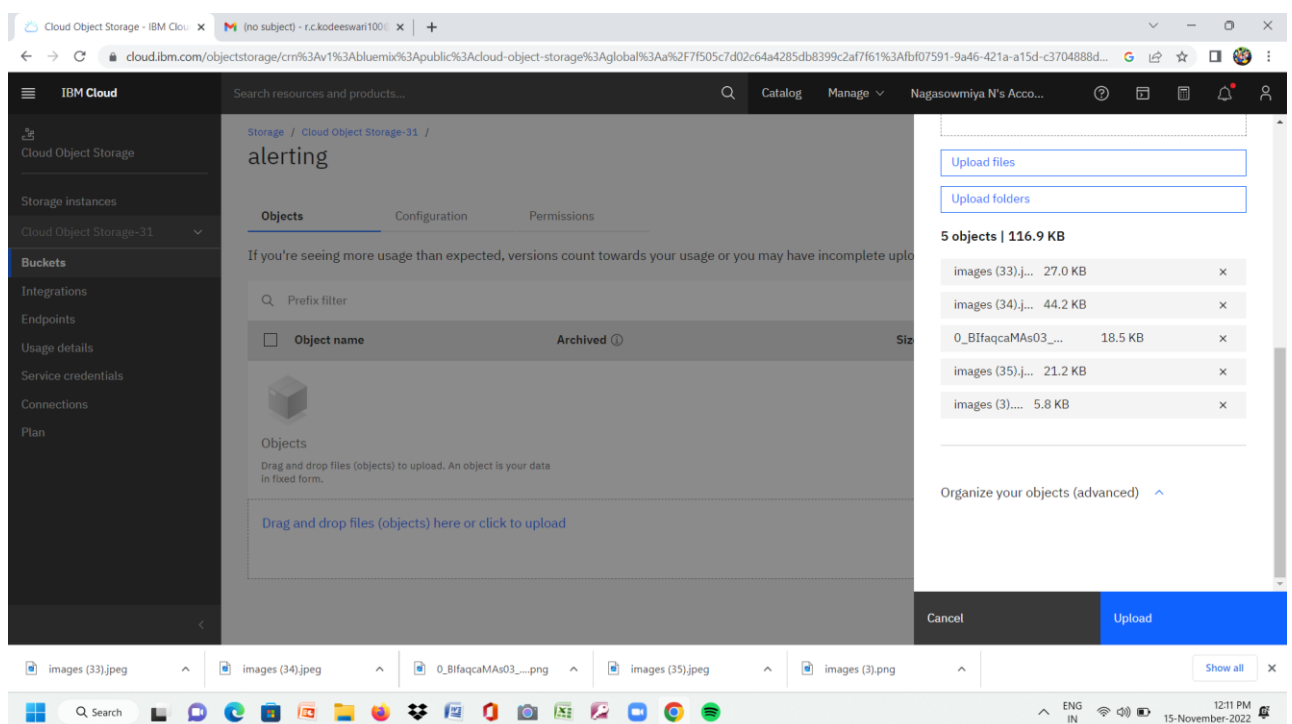 Cloud Object Storage - IBM Clou
(no subject) - r.c.kodeeswari100
cloud.ibm.com/objectstorage/crn%3Av1%3Abluemix%3Apublic%3Acloud-object-storage%3Aglobal%3Aa%2F7f505c7d02c64a4285db8399c2af7f61%3Afbf07591-9a46-421a-a15d-c3704888d...
IBM Cloud
Search resources and products...
Catalog
Manage
Nagasowmiya N's Acco...
Cloud Object Storage
Storage instances
Cloud Object Storage-31
Buckets
Integrations
Endpoints
Usage details
Service credentials
Connections
Plan
Storage / Cloud Object Storage-31 /
alerting
Objects Configuration Permissions
If you're seeing more usage than expected, versions count towards your usage or you may have incomplete uplo
Prefix filter
Object name Archived Siz
Objects
Drag and drop files (objects) to upload. An object is your data
in fixed form.
Drag and drop files (objects) here or click to upload
Upload files
Upload folders
5 objects | 116.9 KB
images (33).j... 27.0 KB
images (34).j... 44.2 KB
0_BIfaqcaMAs03_... 18.5 KB
images (35).j... 21.2 KB
images (3).... 5.8 KB
Organize your objects (advanced)
Cancel
Upload
images (33).jpeg
images (34).jpeg
0_BIfaqcaMAs03_....png
images (35).jpeg
images (3).png
Show all
Search
ENG
IN
12:11 PM
15-November-2022